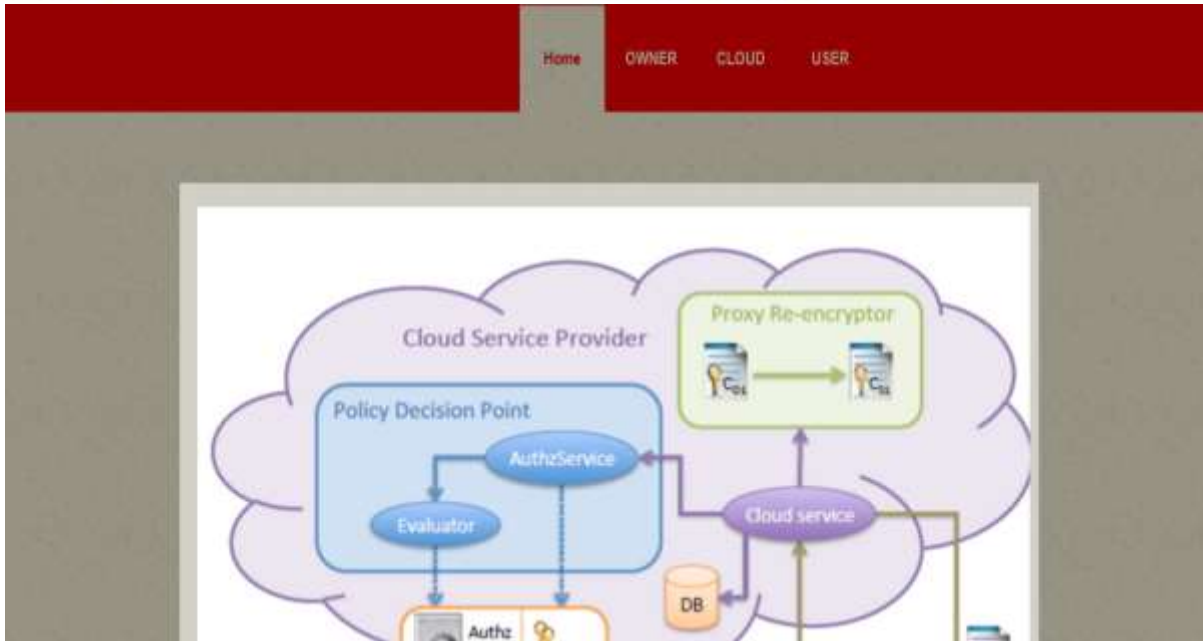 Home OWNER CLOUD USER
Proxy Re-encryptor
Cloud Service Provider
Policy Decision Point
AuthzService
Cloud service
Evaluator
DB
Authz